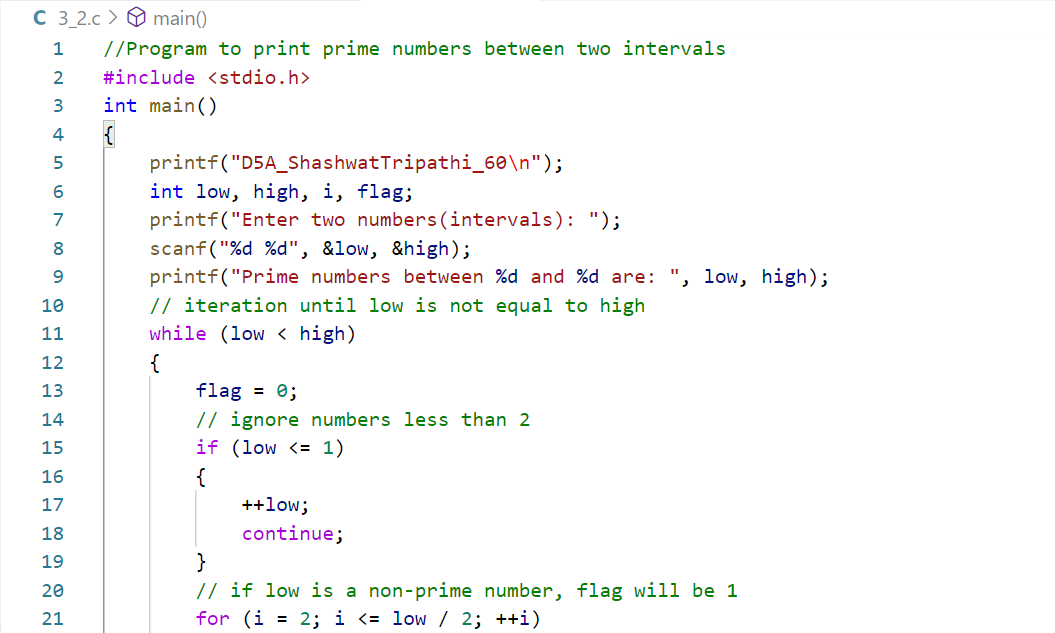 C 3_2.c > main()
1 //Program to print prime numbers between two intervals
2 #include <stdio.h>
3 int main()
4 {
5     printf("D5A_ShashwatTripathi_60\n");
6     int low, high, i, flag;
7     printf("Enter two numbers(intervals): ");
8     scanf("%d %d", &low, &high);
9     printf("Prime numbers between %d and %d are: ", low, high);
10     // iteration until low is not equal to high
11     while (low < high)
12     {
13         flag = 0;
14         // ignore numbers less than 2
15         if (low <= 1)
16         {
17             ++low;
18             continue;
19         }
20         // if low is a non-prime number, flag will be 1
21         for (i = 2; i <= low / 2; ++i)